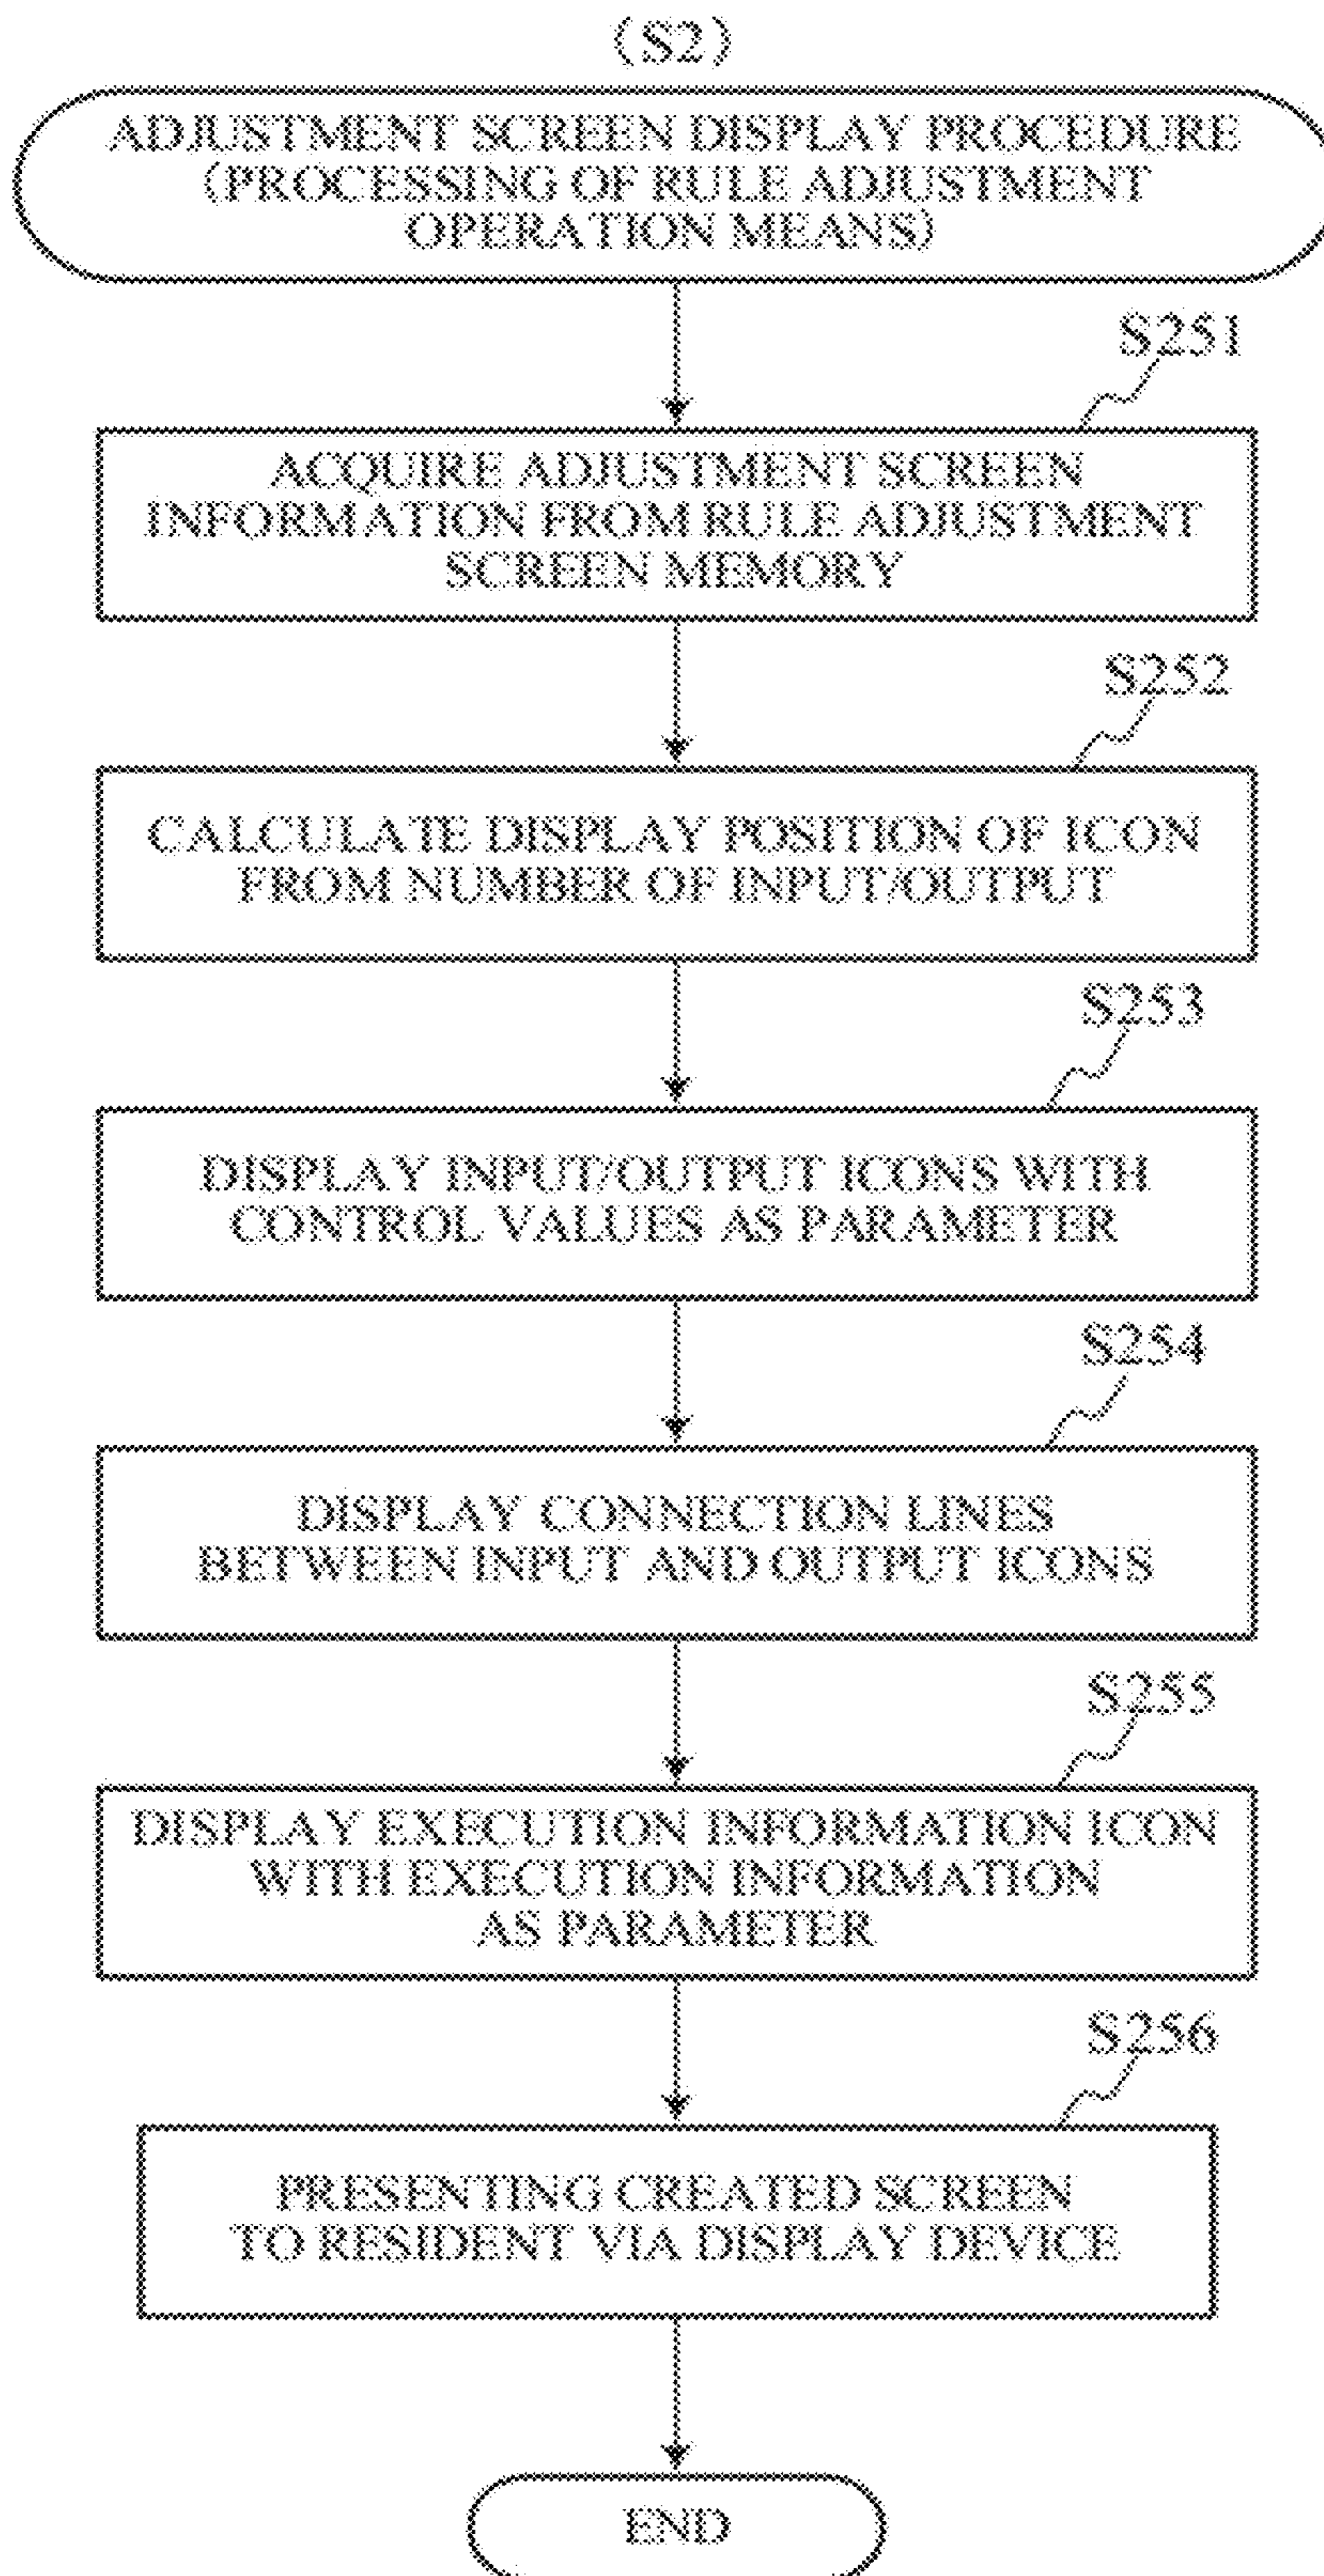 (S2)
ADJUSTMENT SCREEN DISPLAY PROCEDURE
(PROCESSING OF RULE ADJUSTMENT
OPERATION MEANS)
S251
ACQUIRE ADJUSTMENT SCREEN
INFORMATION FROM RULE ADJUSTMENT
SCREEN MEMORY
S252
CALCULATE DISPLAY POSITION OF ICON
FROM NUMBER OF INPUT/OUTPUT
S253
DISPLAY INPUT/OUTPUT ICONS WITH
CONTROL VALUES AS PARAMETER
S254
DISPLAY CONNECTION LINES
BETWEEN INPUT AND OUTPUT ICONS
S255
DISPLAY EXECUTION INFORMATION ICON
WITH EXECUTION INFORMATION
AS PARAMETER
S256
PRESENTING CREATED SCREEN
TO RESIDENT VIA DISPLAY DEVICE
END